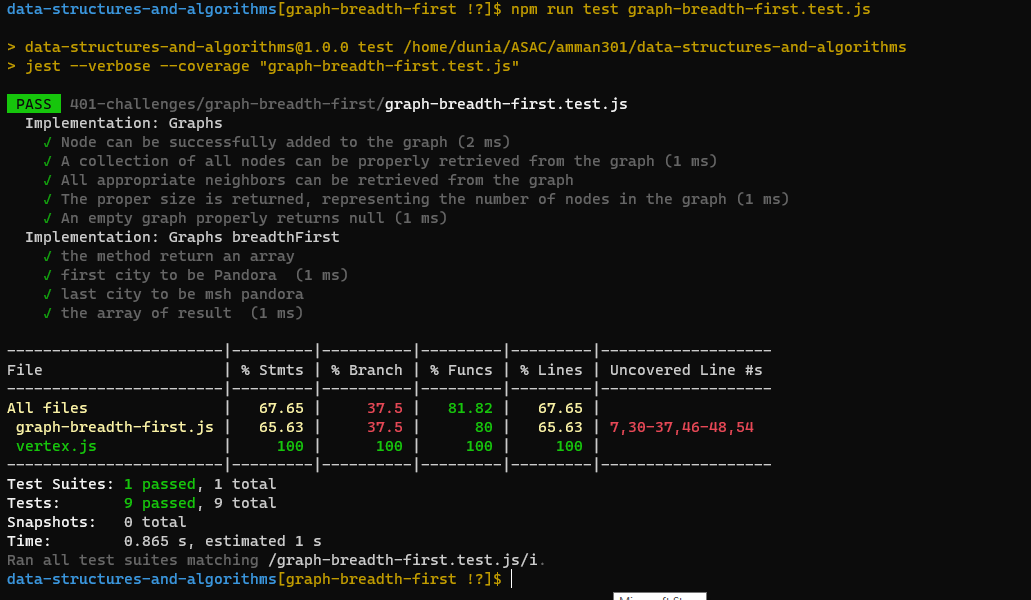 data-structures-and-algorithms[graph-breadth-first !?]$ npm run test graph-breadth-first.test.js
> data-structures-and-algorithms@1.0.0 test /home/dunia/ASAC/amman301/data-structures-and-algorithms
> jest --verbose --coverage "graph-breadth-first.test.js"
PASS 401-challenges/graph-breadth-first/graph-breadth-first.test.js
Implementation: Graphs
✓ Node can be successfully added to the graph (2 ms)
✓ A collection of all nodes can be properly retrieved from the graph (1 ms)
✓ All appropriate neighbors can be retrieved from the graph
✓ The proper size is returned, representing the number of nodes in the graph (1 ms)
✓ An empty graph properly returns null (1 ms)
Implementation: Graphs breadthFirst
✓ the method return an array
✓ first city to be Pandora  (1 ms)
✓ last city to be msh pandora
✓ the array of result  (1 ms)
------------------------|---------|----------|---------|---------|-------------------
File                    | % Stmts | % Branch | % Funcs | % Lines | Uncovered Line #s
------------------------|---------|----------|---------|---------|-------------------
All files               |   67.65 |     37.5 |   81.82 |   67.65 |
 graph-breadth-first.js |   65.63 |     37.5 |      80 |   65.63 | 7,30-37,46-48,54
 vertex.js              |     100 |      100 |     100 |     100 |
------------------------|---------|----------|---------|---------|-------------------
Test Suites: 1 passed, 1 total
Tests:       9 passed, 9 total
Snapshots:   0 total
Time:        0.865 s, estimated 1 s
Ran all test suites matching /graph-breadth-first.test.js/i.
data-structures-and-algorithms[graph-breadth-first !?]$